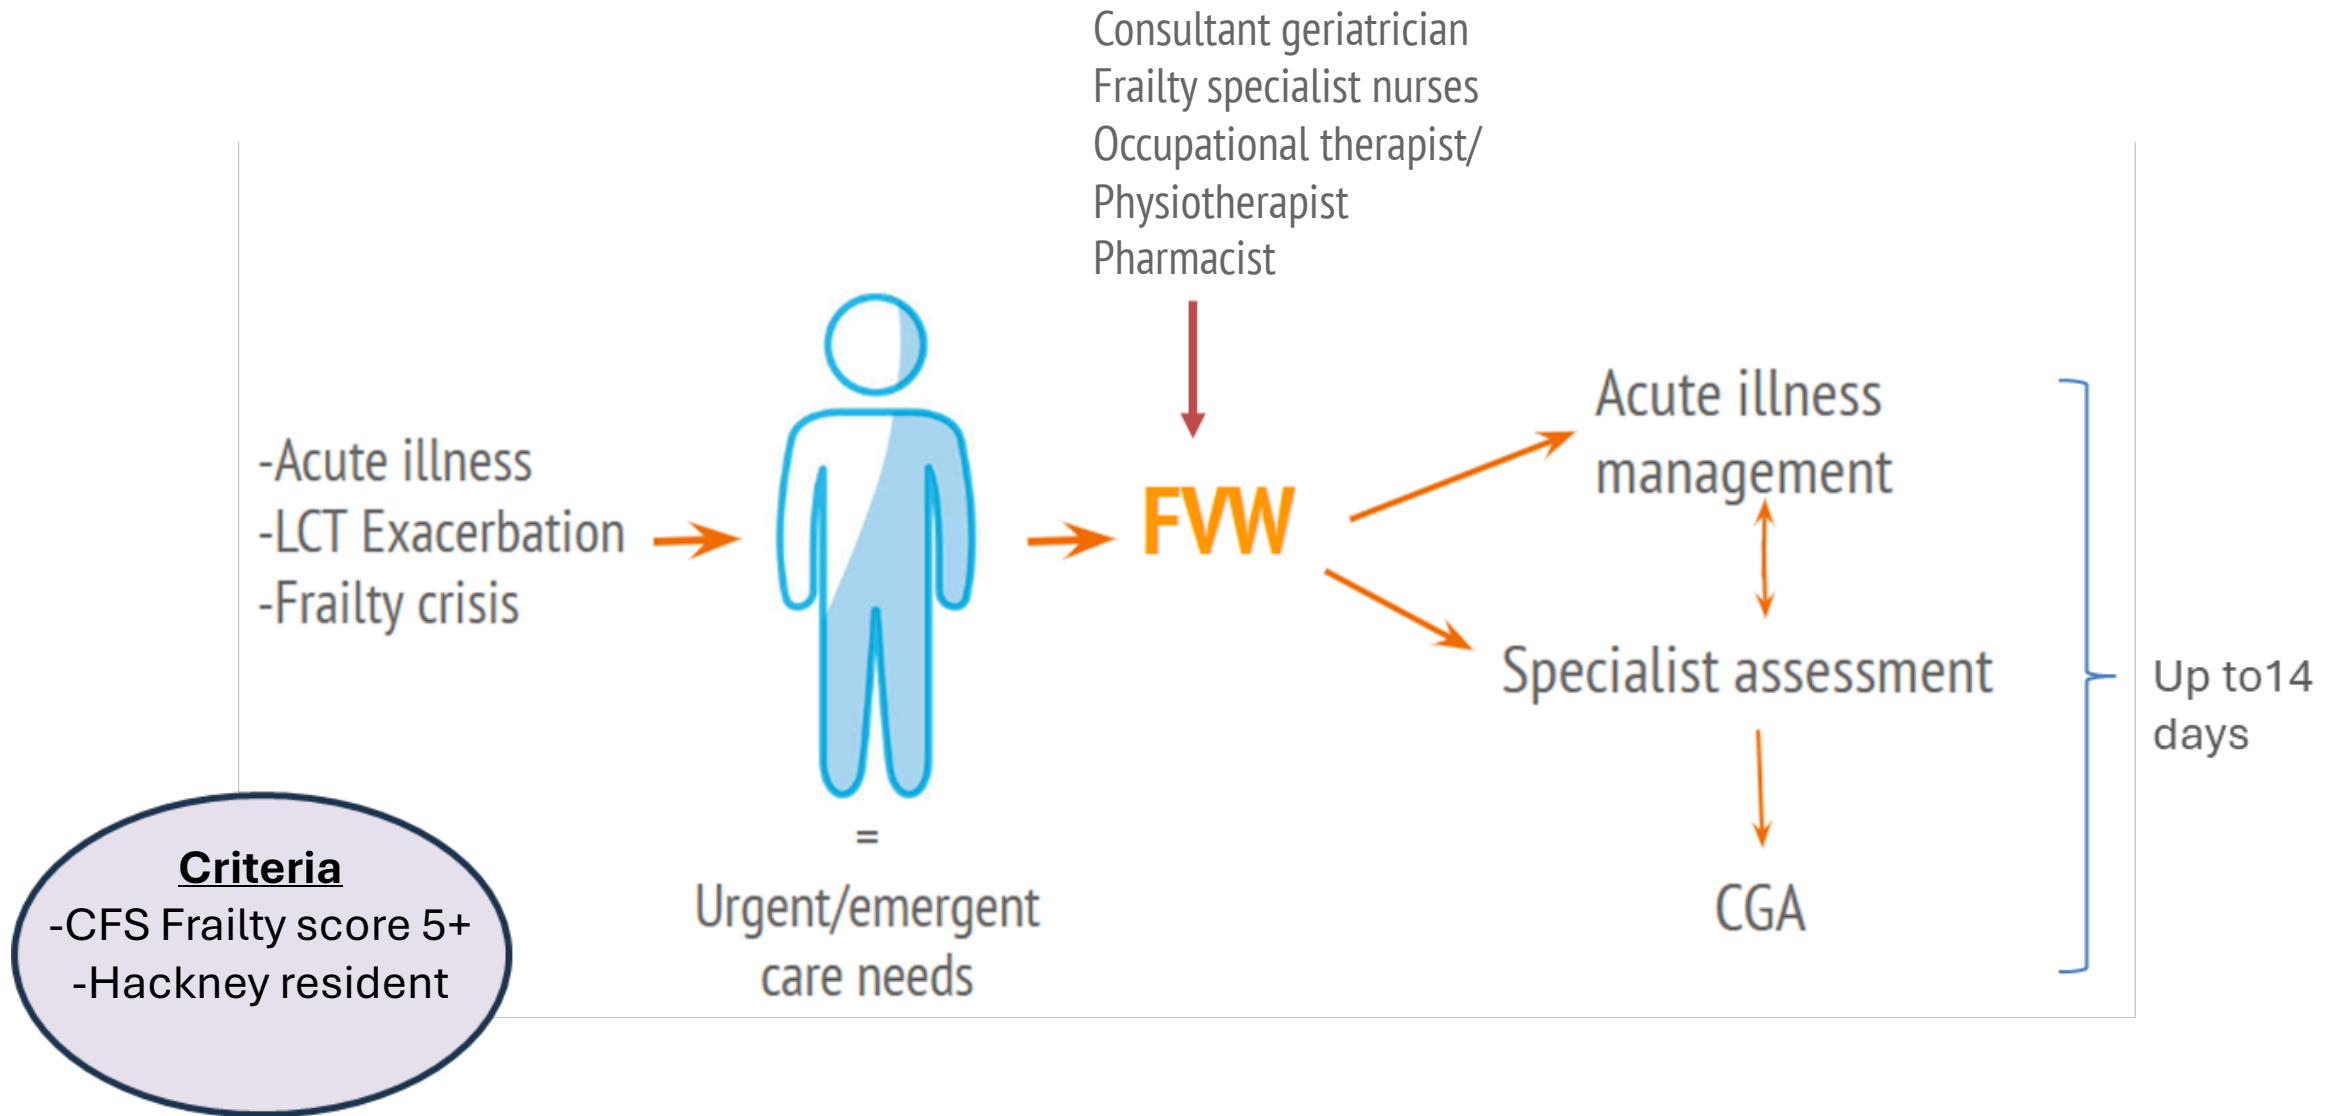 Consultant geriatrician
Frailty specialist nurses
Occupational therapist/
Physiotherapist
Pharmacist
-Acute illness
-LCT Exacerbation
-Frailty crisis
=
Urgent/emergent
care needs
FVW
Acute illness
management
Specialist assessment
CGA
Up to14
days
Criteria
-CFS Frailty score 5+
-Hackney resident